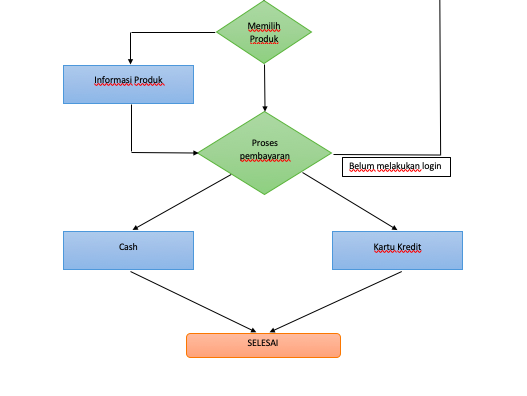 Memilih
Produk
Informasi Produk
Proses
pembayaran
Belum melakukan login
Cash
Kartu Kredit
SELESAI